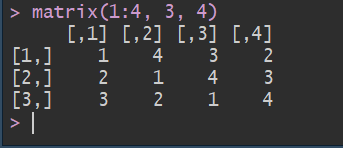 > matrix(1:4, 3, 4)
     [,1] [,2] [,3] [,4]
[1,]    1    4    3    2
[2,]    2    1    4    3
[3,]    3    2    1    4
>